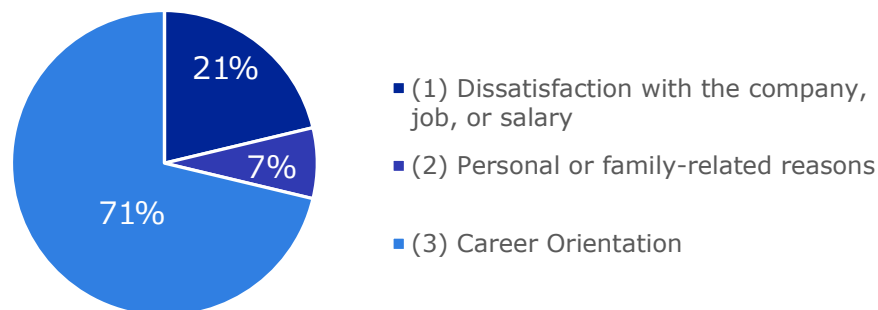 21%
7%
71%
(1) Dissatisfaction with the company,
job, or salary
(2) Personal or family-related reasons
(3) Career Orientation